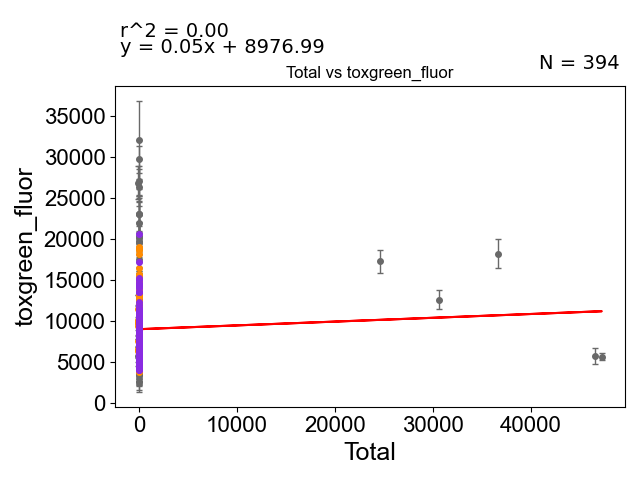 r^2 = 0.00
y = 0.05x + 8976.99
N = 394
Total vs toxgreen_fluor
35000
30000
25000
20000
15000
10000
5000
0
toxgreen_fluor
0
10000
20000
30000
40000
Total